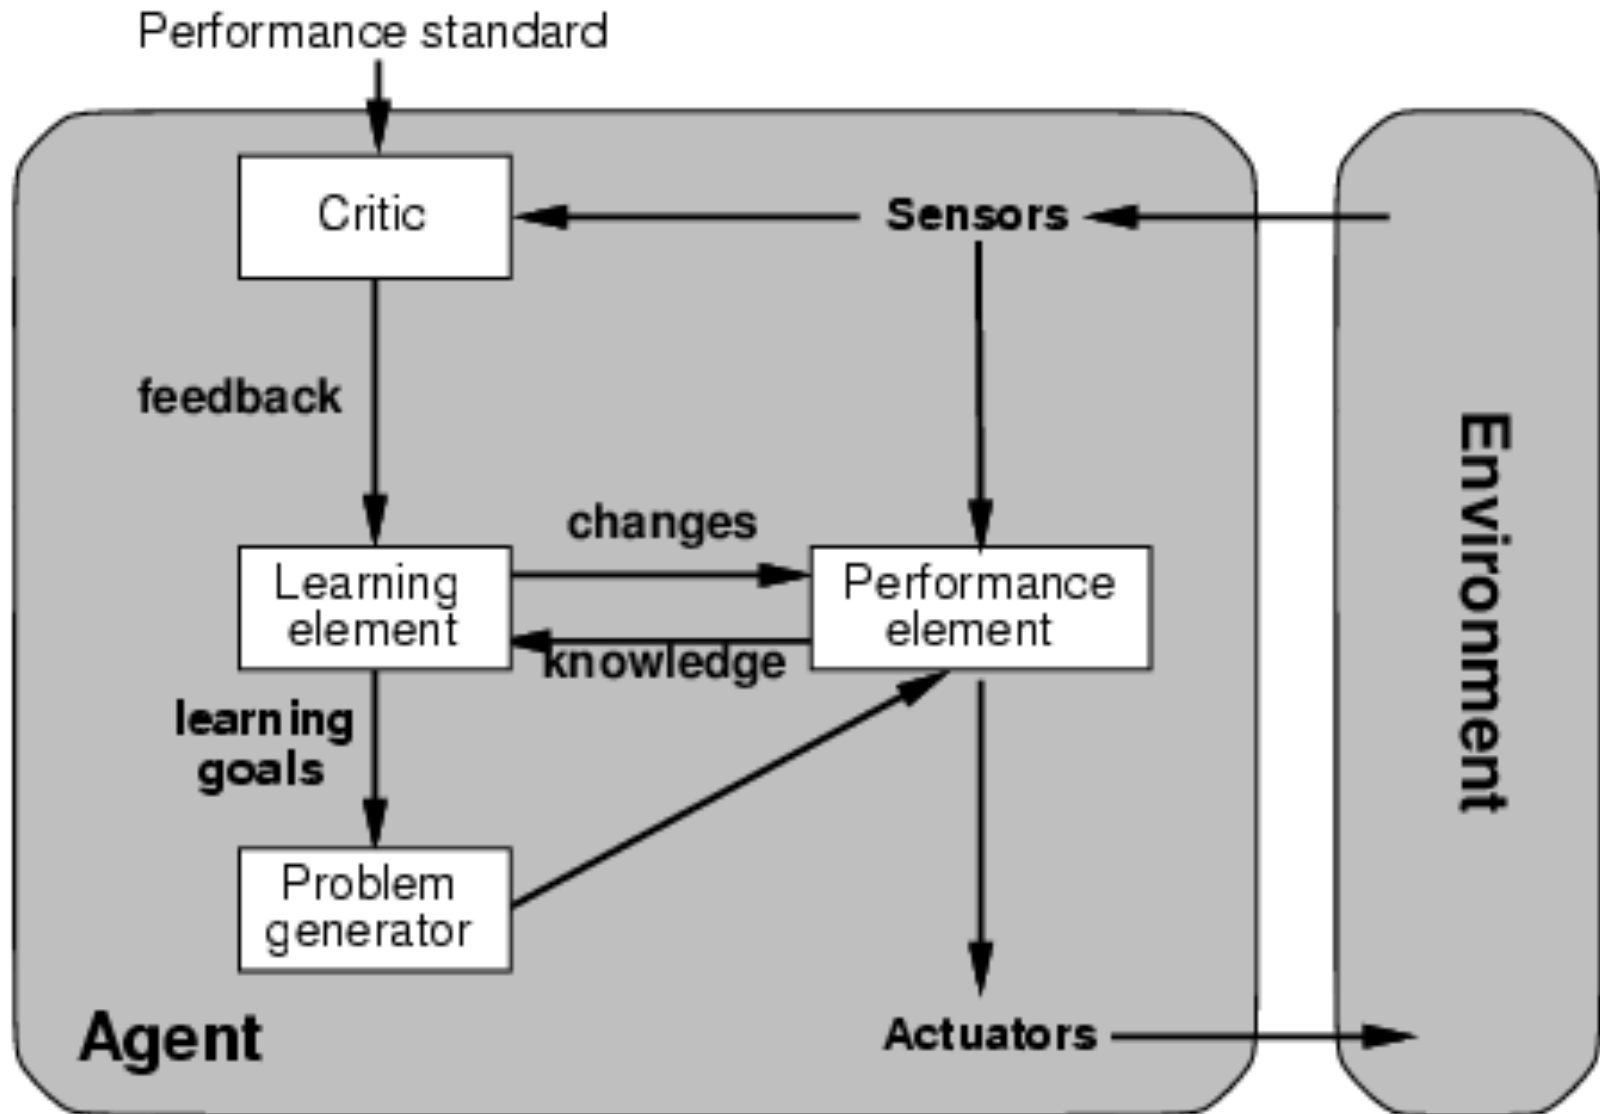 Performance standard
Critic
Sensors
feedback
changes
Learning
element
Performance
element
knowledge
learning
goals
Problem
generator
Agent
Actuators
Environment